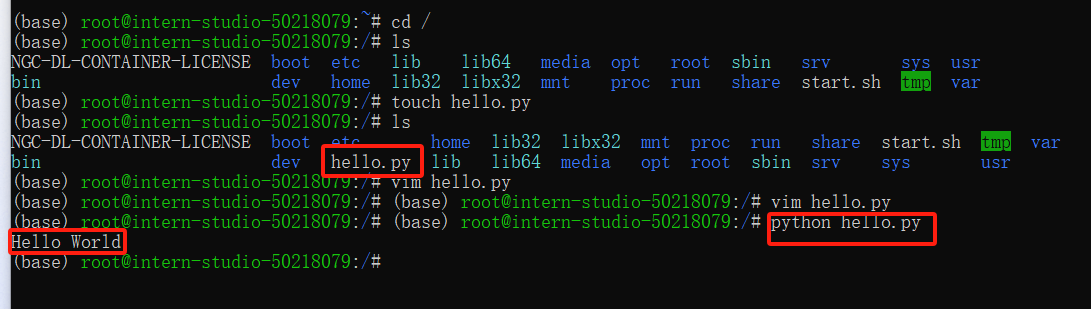 (base) root@intern-studio-50218079:~# cd /
(base) root@intern-studio-50218079:/# ls
NGC-DL-CONTAINER-LICENSE  boot  etc   lib    lib64   media  opt   root  sbin   srv       sys  usr
bin                       dev   home  lib32  libx32  mnt    proc  run   share  start.sh  tmp  var
(base) root@intern-studio-50218079:/# touch hello.py
(base) root@intern-studio-50218079:/# ls
NGC-DL-CONTAINER-LICENSE  boot  etc       home  lib32  libx32  mnt  proc  run   share  start.sh  tmp  var
bin                       dev   hello.py  lib   lib64  media   opt  root  sbin  srv    sys       usr
(base) root@intern-studio-50218079:/# vim hello.py
(base) root@intern-studio-50218079:/# (base) root@intern-studio-50218079:/# vim hello.py
(base) root@intern-studio-50218079:/# (base) root@intern-studio-50218079:/# python hello.py
Hello World
(base) root@intern-studio-50218079:/#